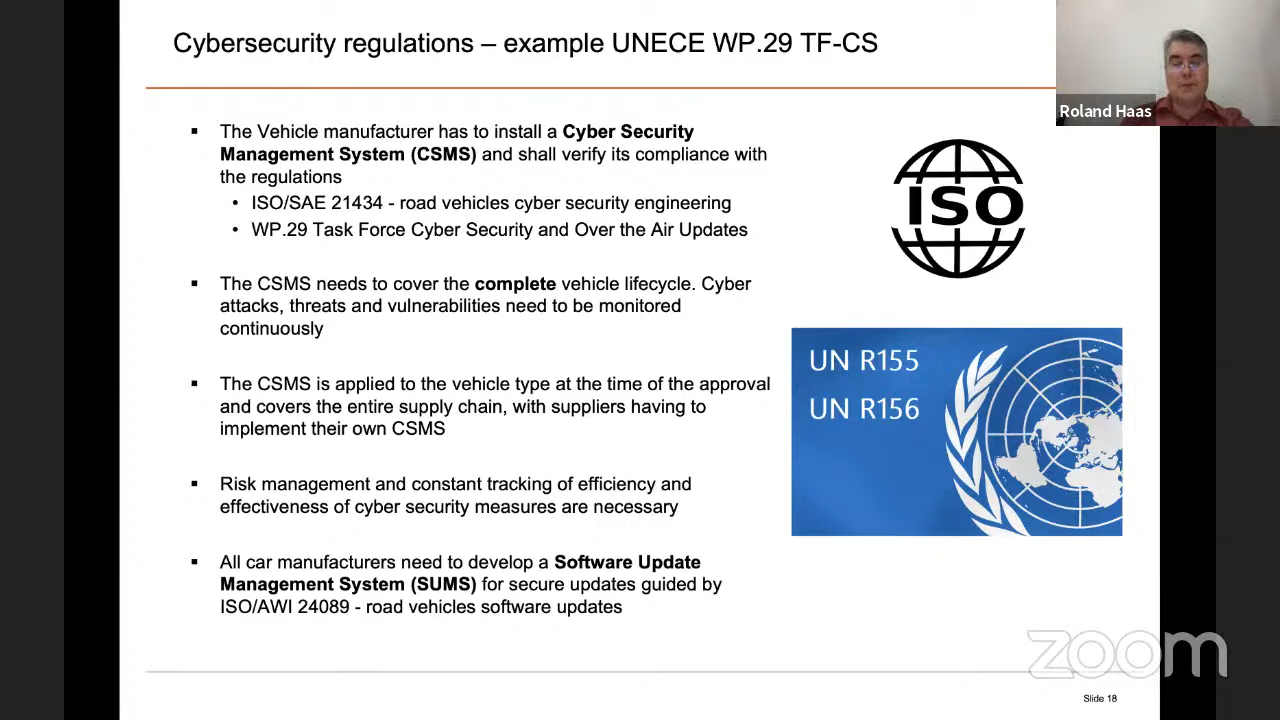 Cybersecurity regulations – example UNECE WP.29 TF-CS
Roland Haas
▪ The Vehicle manufacturer has to install a Cyber Security
Management System (CSMS) and shall verify its compliance with
the regulations
• ISO/SAE 21434 - road vehicles cyber security engineering
• WP.29 Task Force Cyber Security and Over the Air Updates
▪ The CSMS needs to cover the complete vehicle lifecycle. Cyber
attacks, threats and vulnerabilities need to be monitored
continuously
▪ The CSMS is applied to the vehicle type at the time of the approval
and covers the entire supply chain, with suppliers having to
implement their own CSMS
▪ Risk management and constant tracking of efficiency and
effectiveness of cyber security measures are necessary
▪ All car manufacturers need to develop a Software Update
Management System (SUMS) for secure updates guided by
ISO/AWI 24089 - road vehicles software updates
ISO
UN R155
UN R156
zoom
Slide 18